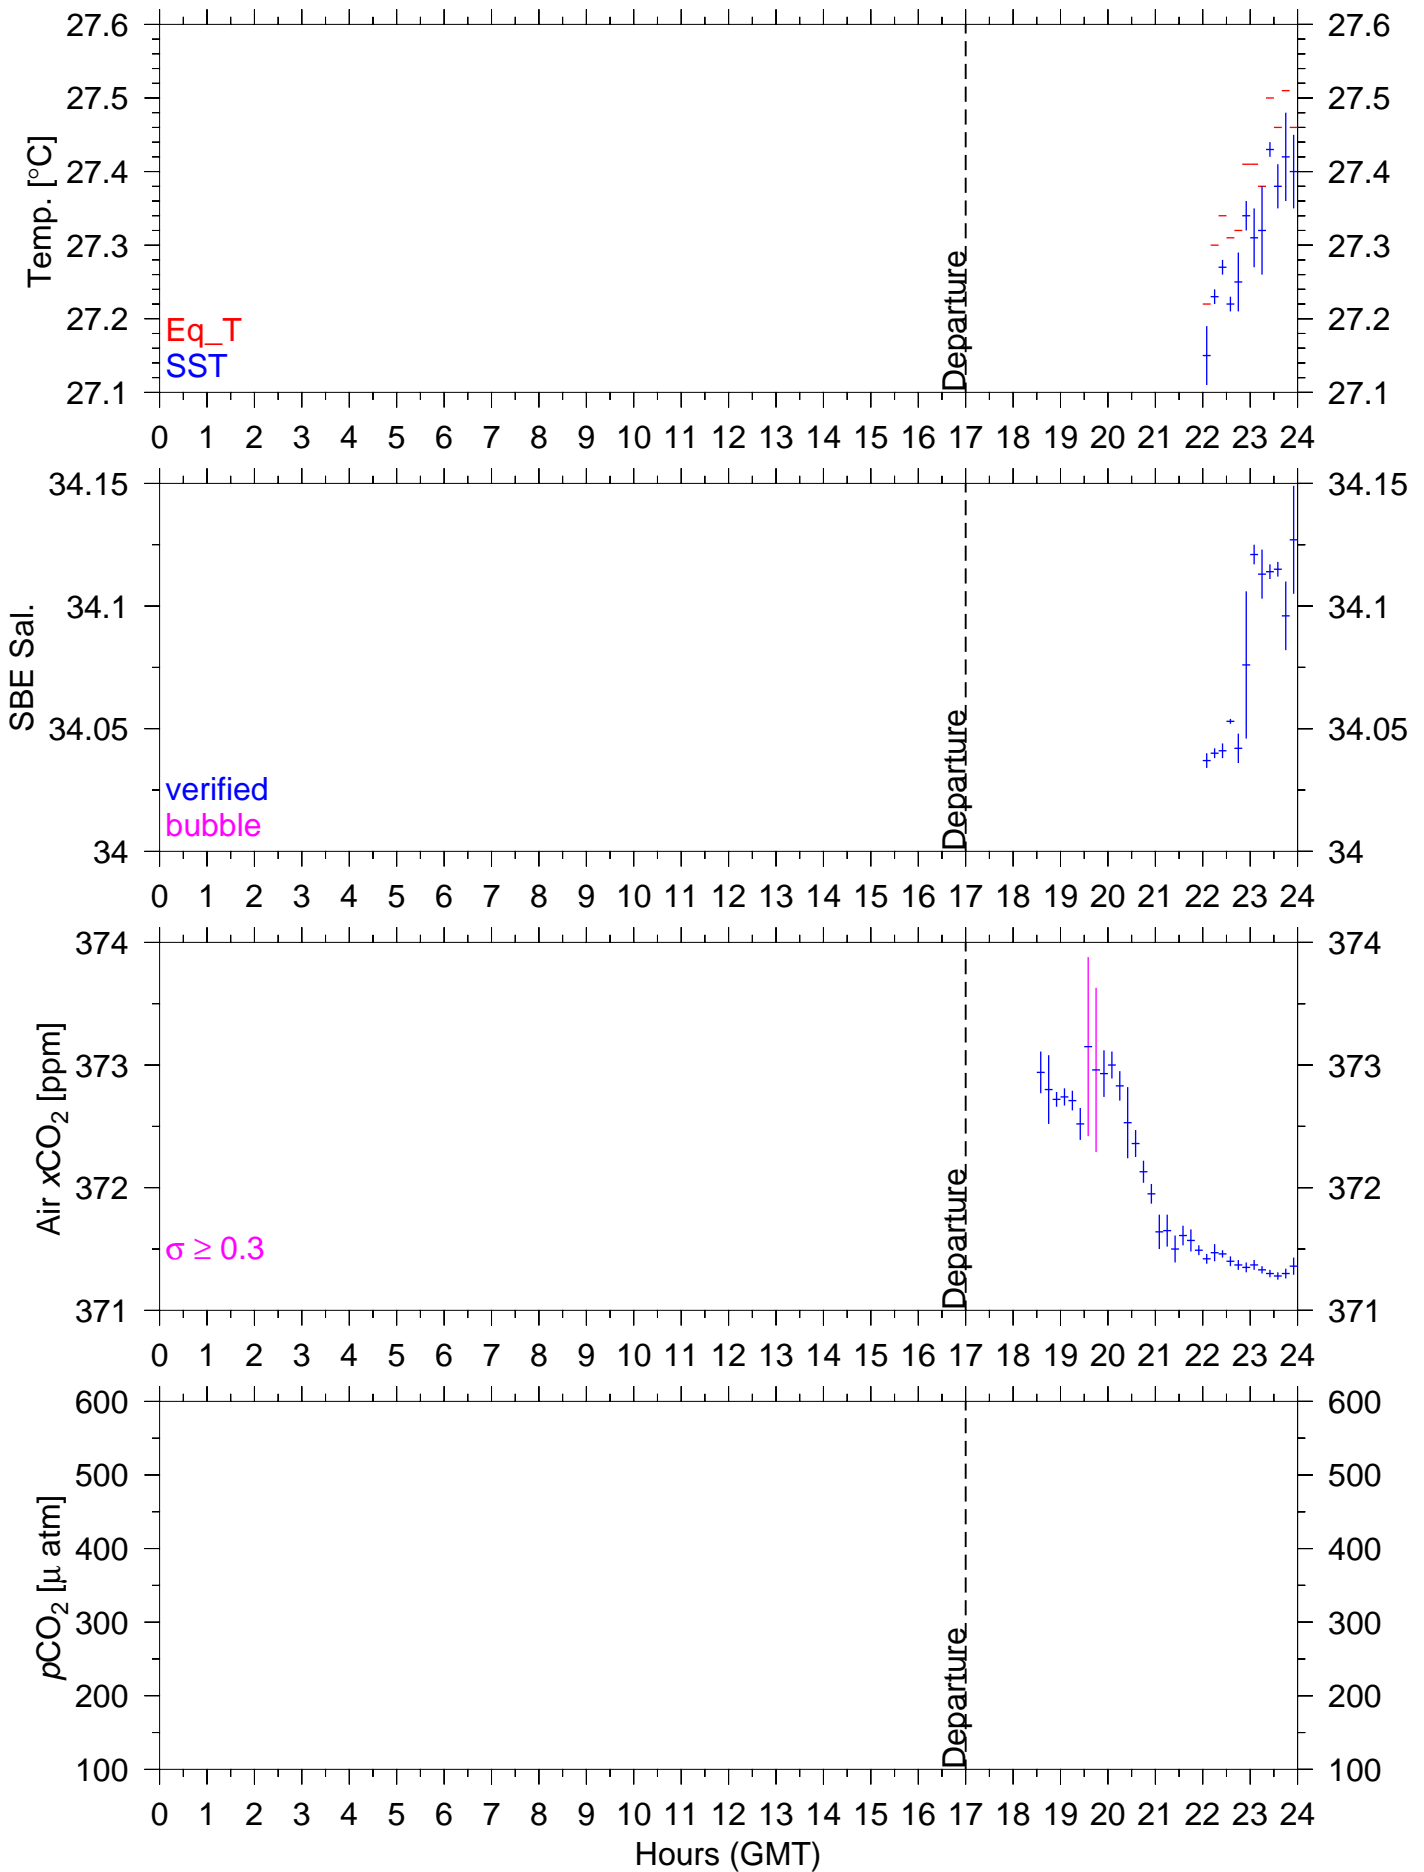 27.6 27.6
27.5 27.5
27.4 27.4
27.3 27.3
27.2 27.2
27.1 27.1
Temp. [°C]
Eq_T
SST
Departure
0 1 2 3 4 5 6 7 8 9 10 11 12 13 14 15 16 17 18 19 20 21 22 23 24
34.15 34.15
34.1 34.1
34.05 34.05
34 34
SBE Sal.
verified
bubble
Departure
0 1 2 3 4 5 6 7 8 9 10 11 12 13 14 15 16 17 18 19 20 21 22 23 24
374 374
373 373
372 372
371 371
Air xCO₂ [ppm]
σ ≥ 0.3
Departure
0 1 2 3 4 5 6 7 8 9 10 11 12 13 14 15 16 17 18 19 20 21 22 23 24
600 600
500 500
400 400
300 300
200 200
100 100
pCO₂ [μ atm]
Departure
0 1 2 3 4 5 6 7 8 9 10 11 12 13 14 15 16 17 18 19 20 21 22 23 24
Hours (GMT)